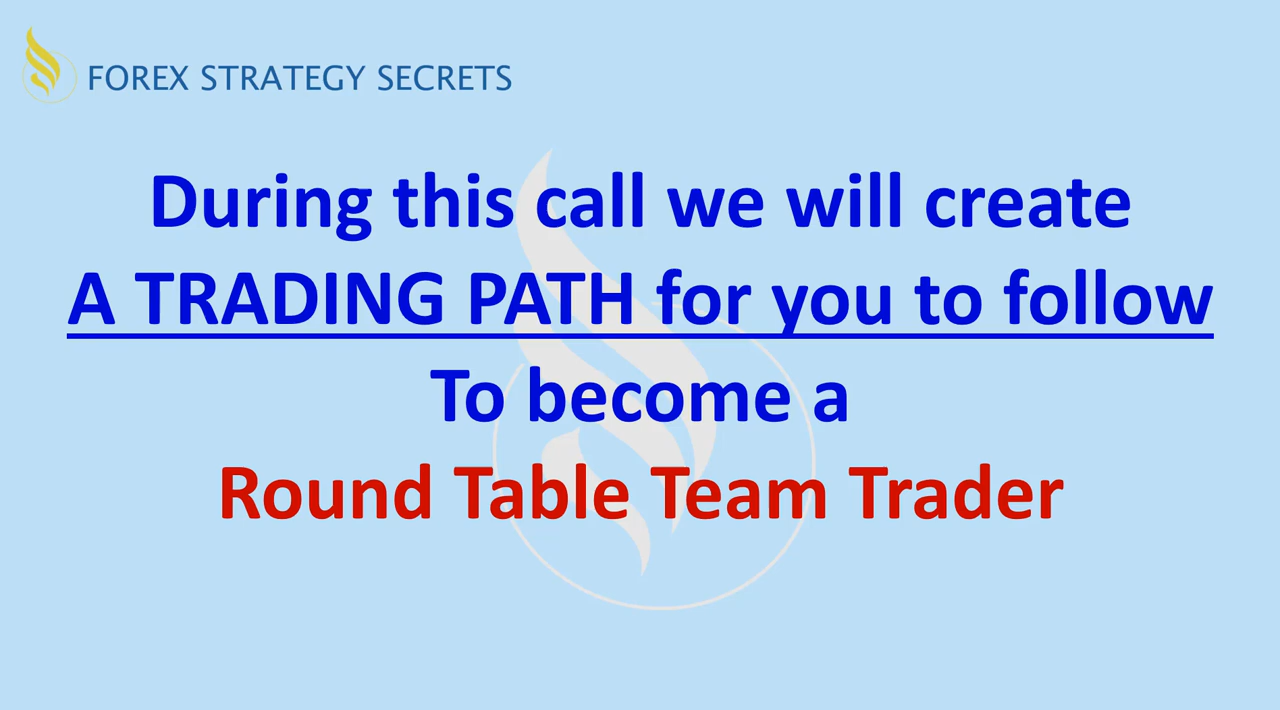 FOREX STRATEGY SECRETS
During this call we will create
A TRADING PATH for you to follow
To become a
Round Table Team Trader